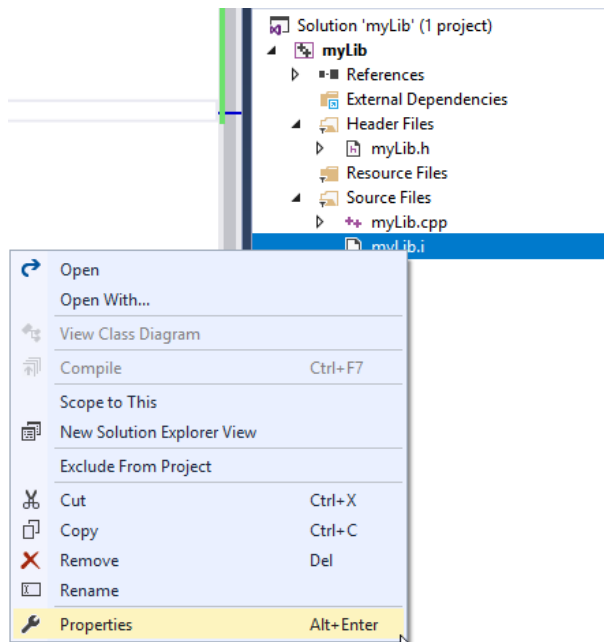 Solution 'myLib' (1 project)
myLib
References
External Dependencies
Header Files
myLib.h
Resource Files
Source Files
myLib.cpp
myLib.i
Open
Open With...
View Class Diagram
Compile Ctrl+F7
Scope to This
New Solution Explorer View
Exclude From Project
Cut Ctrl+X
Copy Ctrl+C
Remove Del
Rename
Properties Alt+Enter